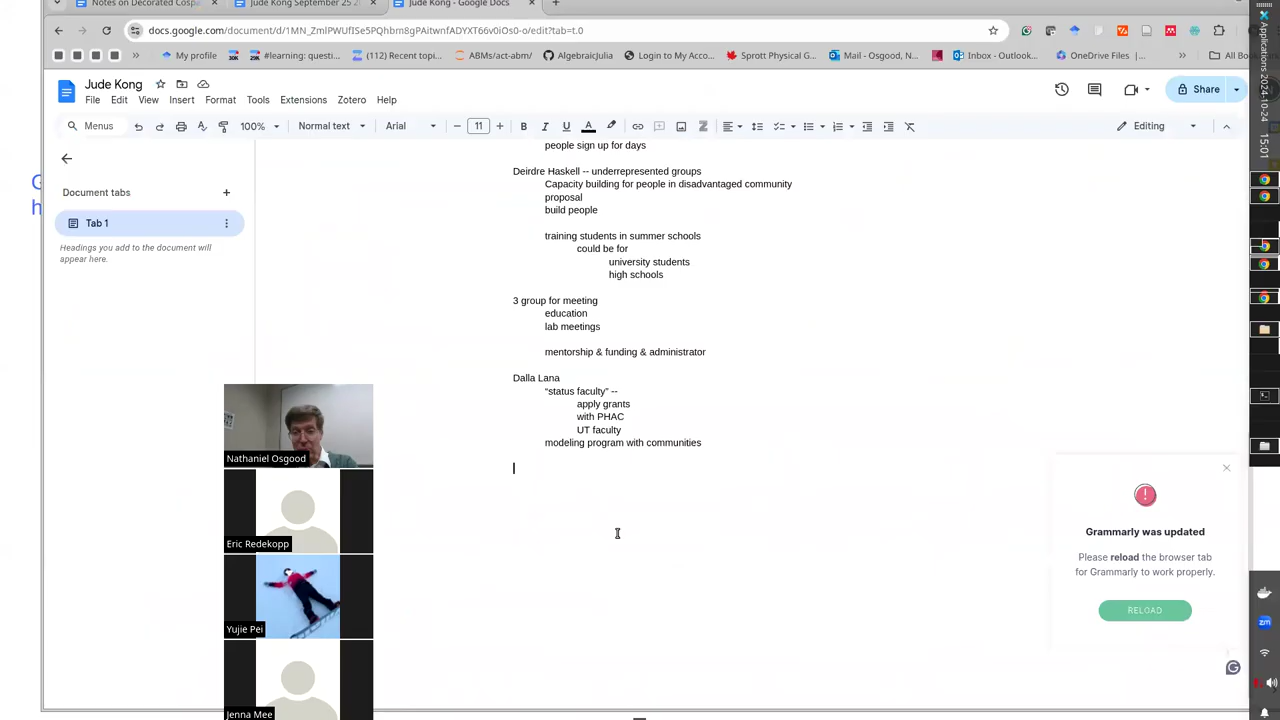 Notes on Decorated Cosp
Jude Kong September 25 2
Jude Kong - Google Docs
docs.google.com/document/d/1MN_ZmlPWUfISe5PQhbrn8gPAitwnfADYXT66v0iOs0-o/edit?tab=t.0
My profile
#learning: questi...
(112) Recent topi...
ABMs/act-abm/
AlgebraicJulia
Login to My Acco...
Sprott Physical G...
Mail - Osgood, N...
Inbox - Outlook...
OneDrive Files
All Boo
Jude Kong
File Edit View Insert Format Tools Extensions Zotero Help
Share
Menus
100%
Normal text
Arial
11
Editing
Document tabs
Tab 1
Headings you add to the document will
appear here.
people sign up for days
Deirdre Haskell -- underrepresented groups
Capacity building for people in disadvantaged community
proposal
build people
training students in summer schools
could be for
university students
high schools
3 group for meeting
education
lab meetings
mentorship & funding & administrator
Dalla Lana
“status faculty” --
apply grants
with PHAC
UT faculty
modeling program with communities
Nathaniel Osgood
Eric Redekopp
Yujie Pei
Jenna Mee
Grammarly was updated
Please reload the browser tab
for Grammarly to work properly.
RELOAD
Applications 2024-10-24 15:01
zm